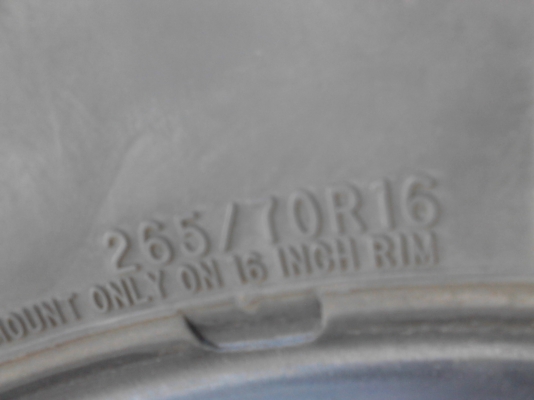 265/70R16
MOUNT ONLY ON 16 INCH RIM